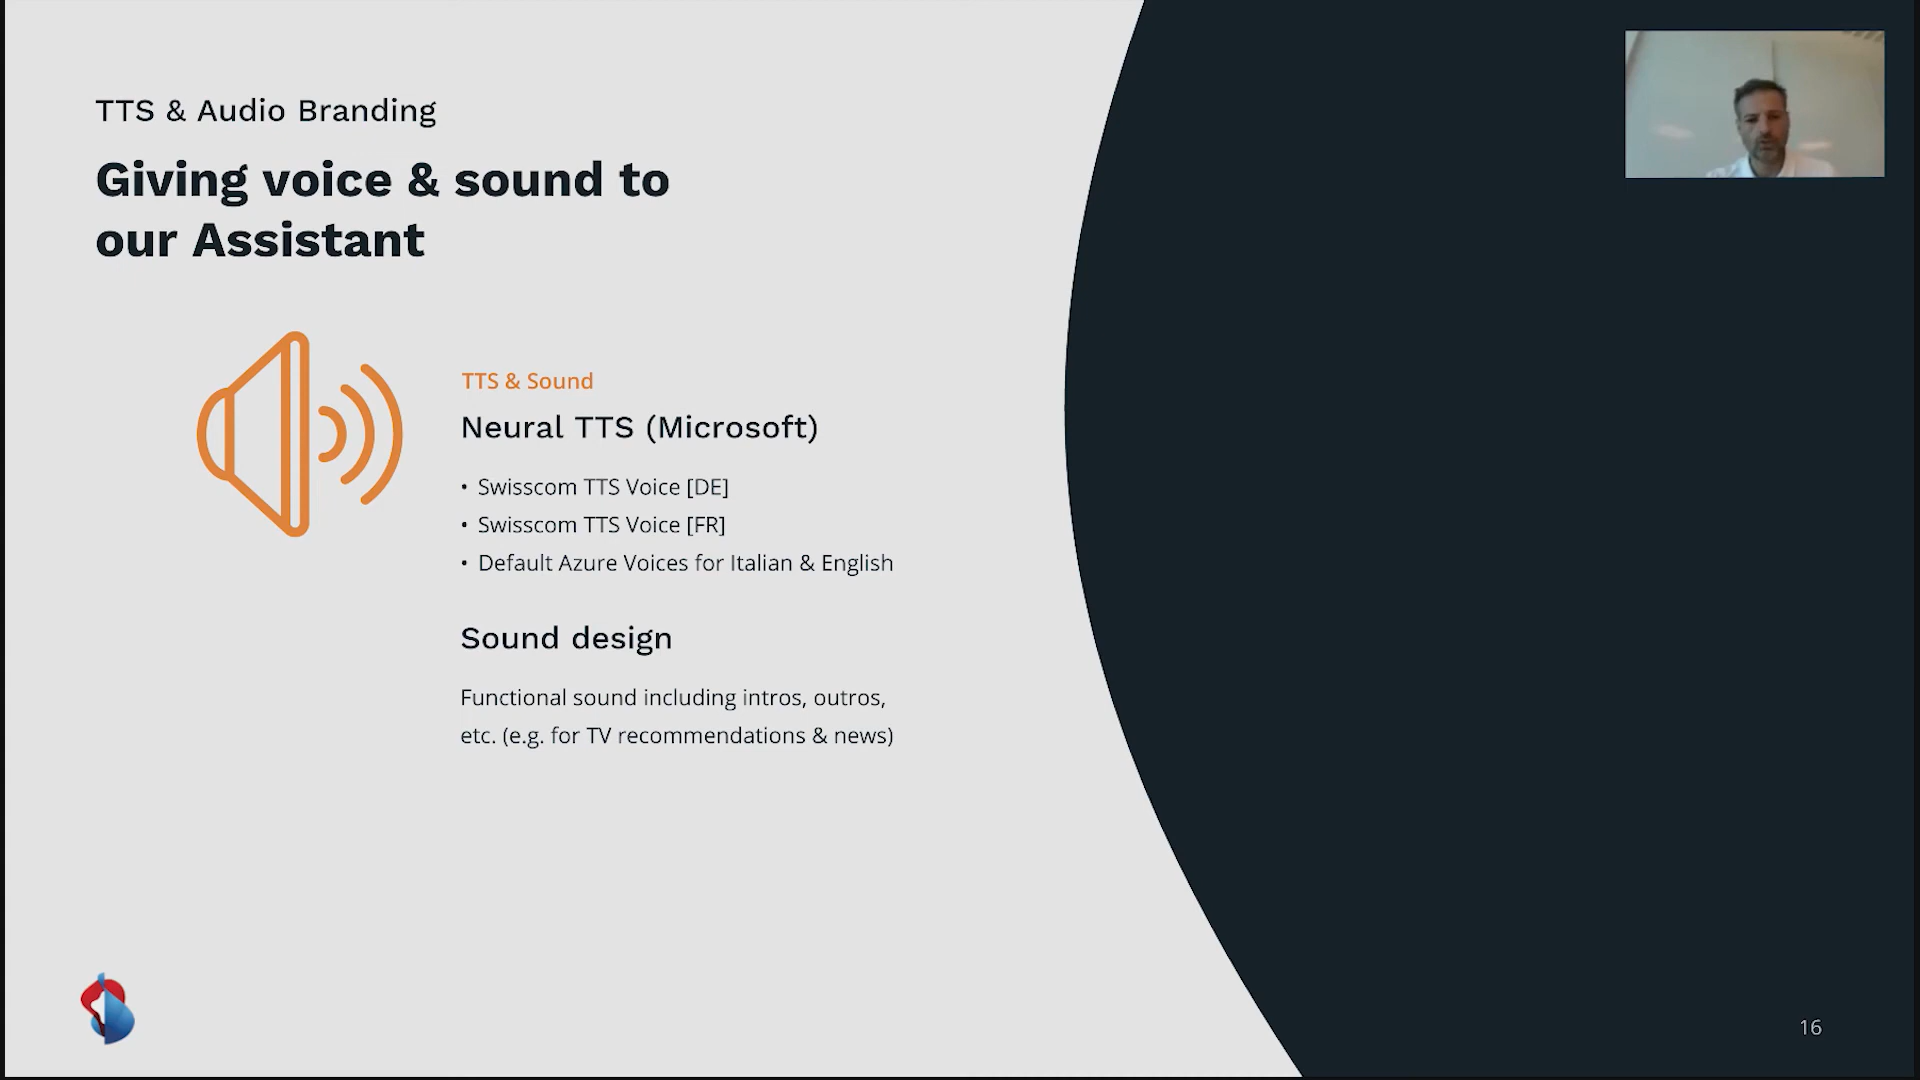 TTS & Audio Branding
Giving voice & sound to
our Assistant
TTS & Sound
Neural TTS (Microsoft)
• Swisscom TTS Voice [DE]
• Swisscom TTS Voice [FR]
• Default Azure Voices for Italian & English
Sound design
Functional sound including intros, outros,
etc. (e.g. for TV recommendations & news)
16